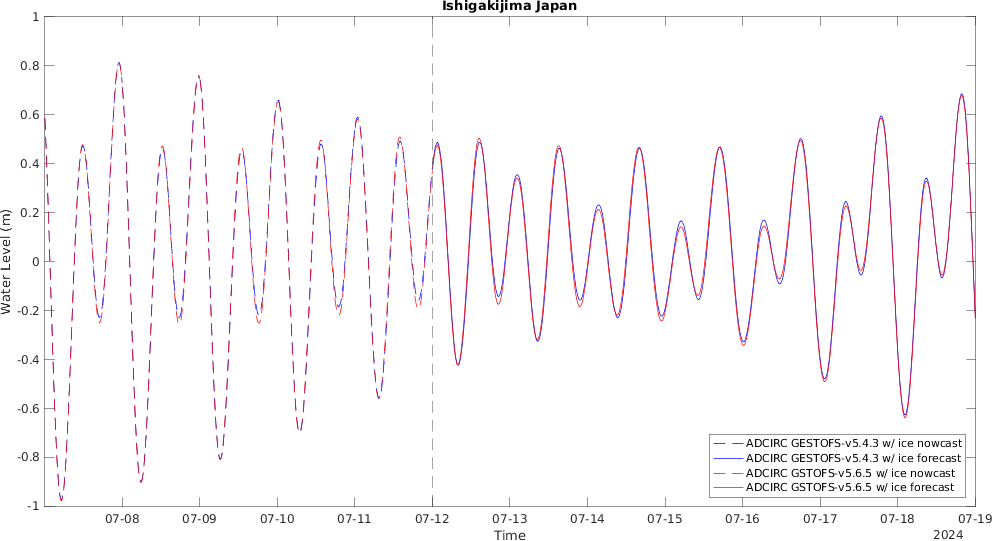 Ishigakijima Japan
1
0.8
0.6
0.4
0.2
0
-0.2
-0.4
-0.6
-0.8
-1
Water Level (m)
ADCIRC GESTOFS-v5.4.3 w/ ice nowcast
ADCIRC GESTOFS-v5.4.3 w/ ice forecast
ADCIRC GSTOFS-v5.6.5 w/ ice nowcast
ADCIRC GSTOFS-v5.6.5 w/ ice forecast
07-08 07-09 07-10 07-11 07-12 07-13 07-14 07-15 07-16 07-17 07-18 07-19
Time
2024